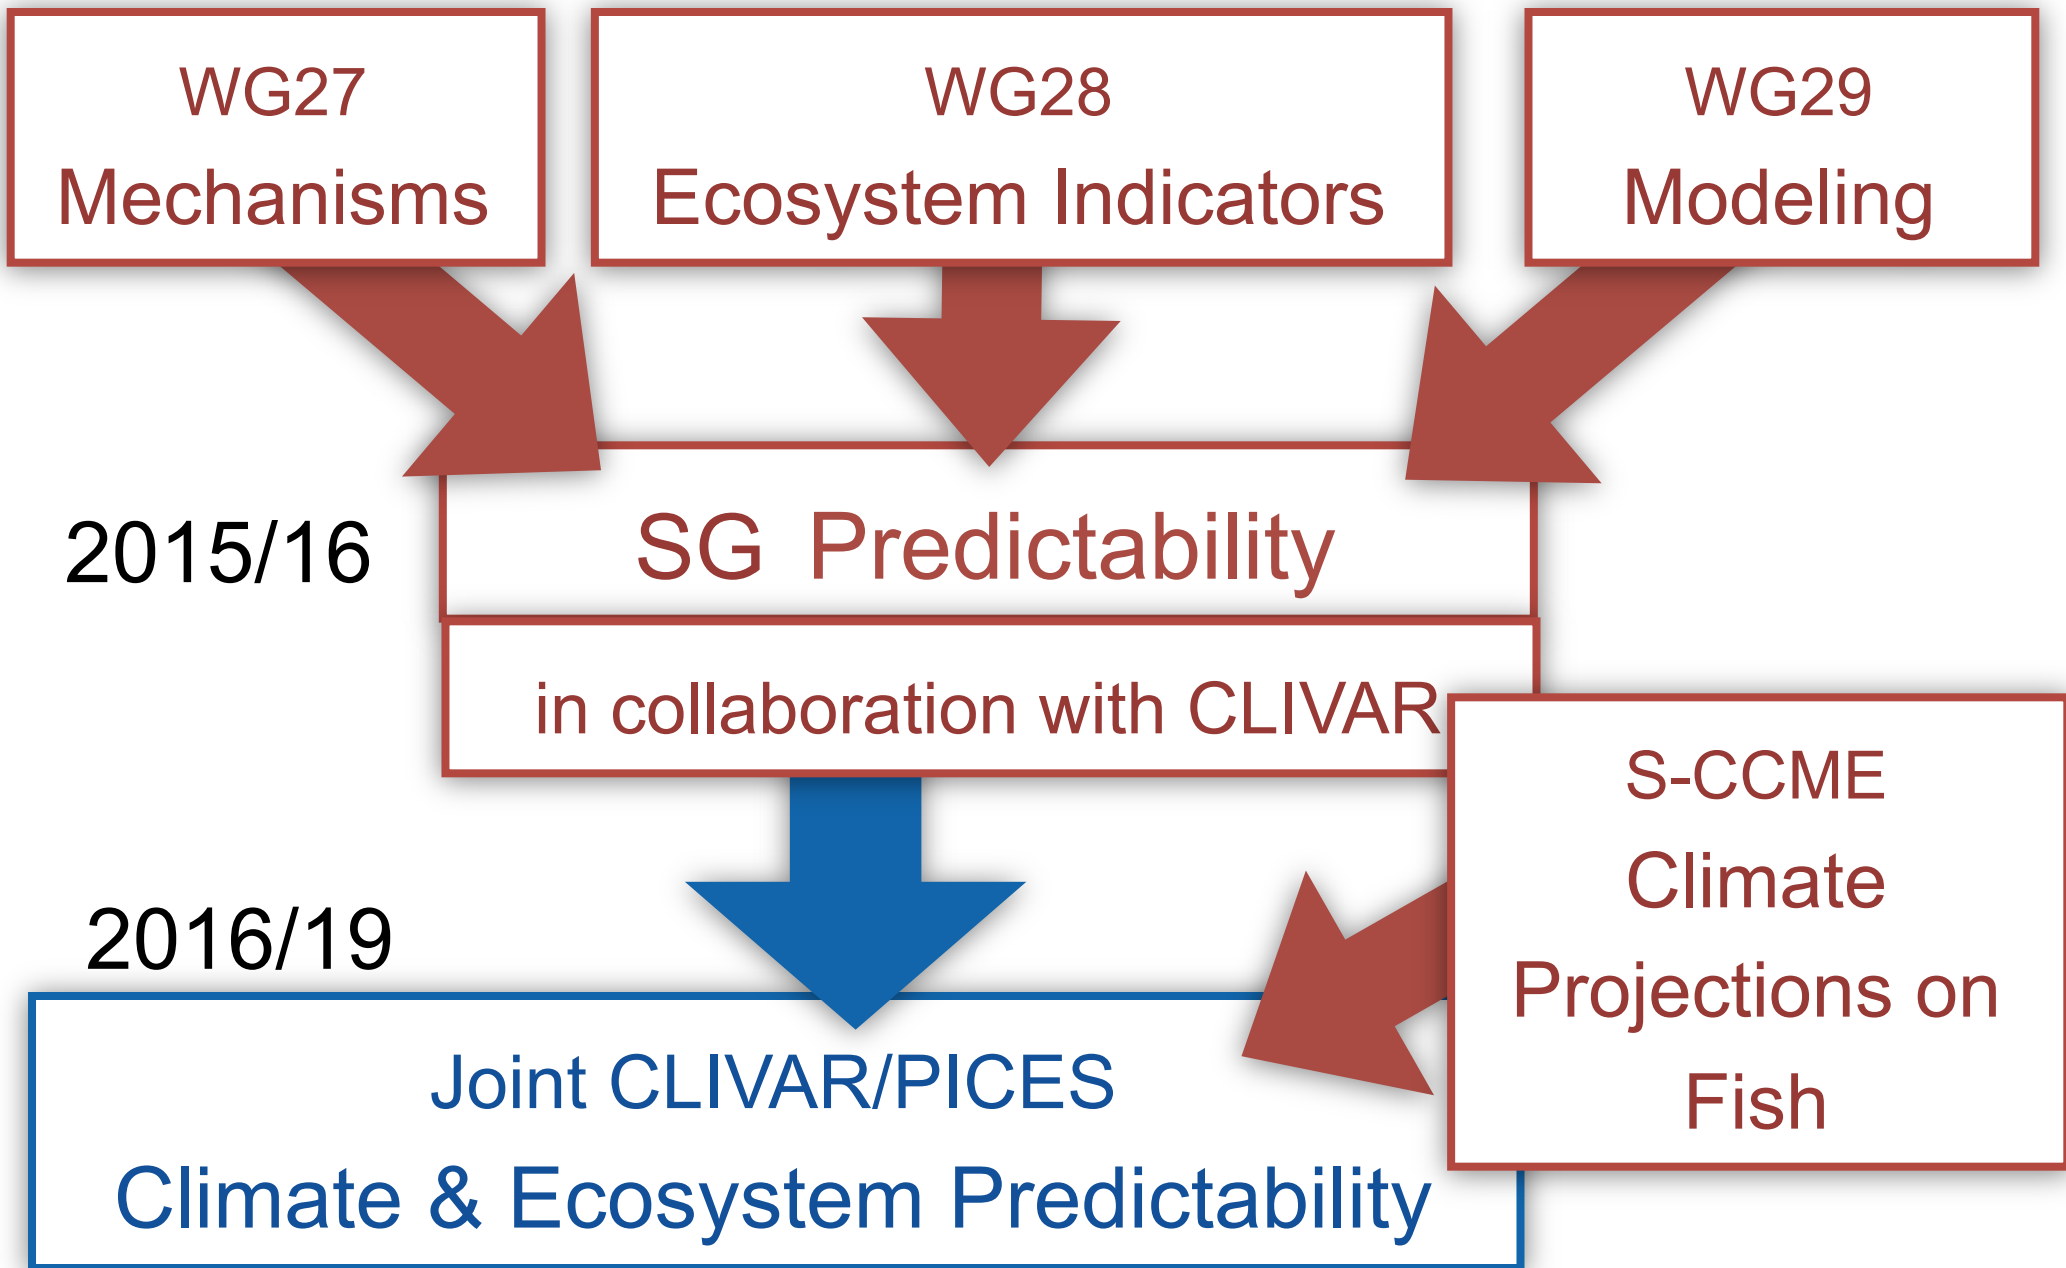 WG27
Mechanisms
WG28
Ecosystem Indicators
WG29
Modeling
2015/16
SG Predictability
in collaboration with CLIVAR
S-CCME
Climate
Projections on
Fish
2016/19
Joint CLIVAR/PICES
Climate & Ecosystem Predictability